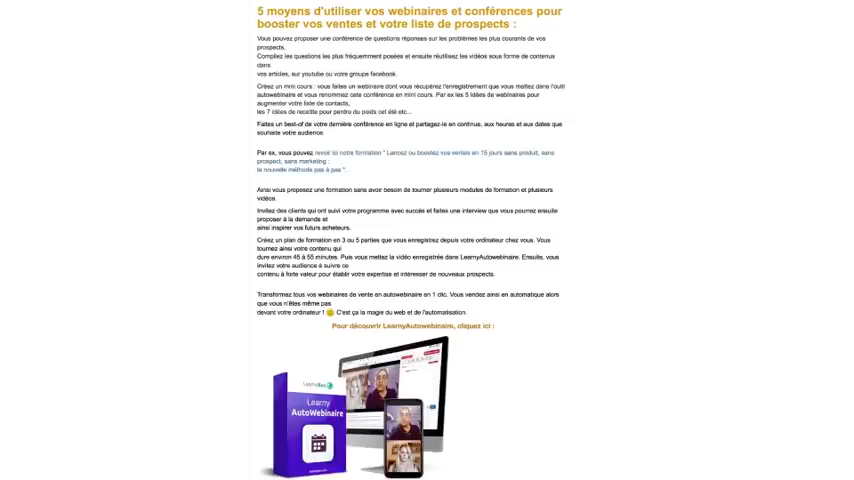 5 moyens d'utiliser vos webinaires et conférences pour
booster vos ventes et votre liste de prospects :
Vous pouvez proposer une conférence de questions réponses sur les problèmes les plus courants de vos
prospects.
Compilez les questions les plus fréquemment posées et ensuite réutilisez les vidéos sous forme de contenus
dans
vos articles, sur youtube ou votre groupe facebook
Créez un mini cours : vous faites un webinaire dont vous récupérez l'enregistrement que vous mettez dans l'outil
autowebinaire et vous renommez cete conférence en mini cours. Par ex les 5 Idées de webinaires pour
augmenter votre liste de contacts,
les 7 idées de recette pour perdre du poids cet été etc...
Faites un best-of de votre dernière conférence en ligne et partagez-la en continue, aux heures et aux dates que
souhaite votre audience
Par ex, vous pouvez revoir ici notre formation " Lancez ou boostez vos ventes en 15 jours sans produit, sans
prospect, sans marketing :
la nouvelle méthode pas à pas ".
Ainsi vous proposez une formation sans avoir besoin de tourner plusieurs modules de formation et plusieurs
vidéos.
Invitez des clients qui ont suivi votre programme avec succès et faites une interview que vous pourrez ensuite
proposer à la demande et
ainsi inspirer vos futurs acheteurs.
Créez un plan de formation en 3 ou 5 parties que vous enregistrez depuis votre ordinateur chez vous. Vous
tournez ainsi votre contenu qui
dure environ 45 à 55 minutes. Puis vous mettez la vidéo enregistrée dans LearnyAutowebinaire. Ensuite, vous
invitez votre audience à suivre ce
contenu à forte valeur pour établir votre expertise et intéresser de nouveaux prospects.
Transformez tous vos webinaires de vente en autowebinaire en 1 clic. Vous vendez ainsi en automatique alors
que vous n'êtes même pas
devant votre ordinateur ! C'est ça la magie du web et de l'automatisation.
Pour découvrir LearnyAutowebinaire, cliquez ici :
Learny
AutoWebinaire